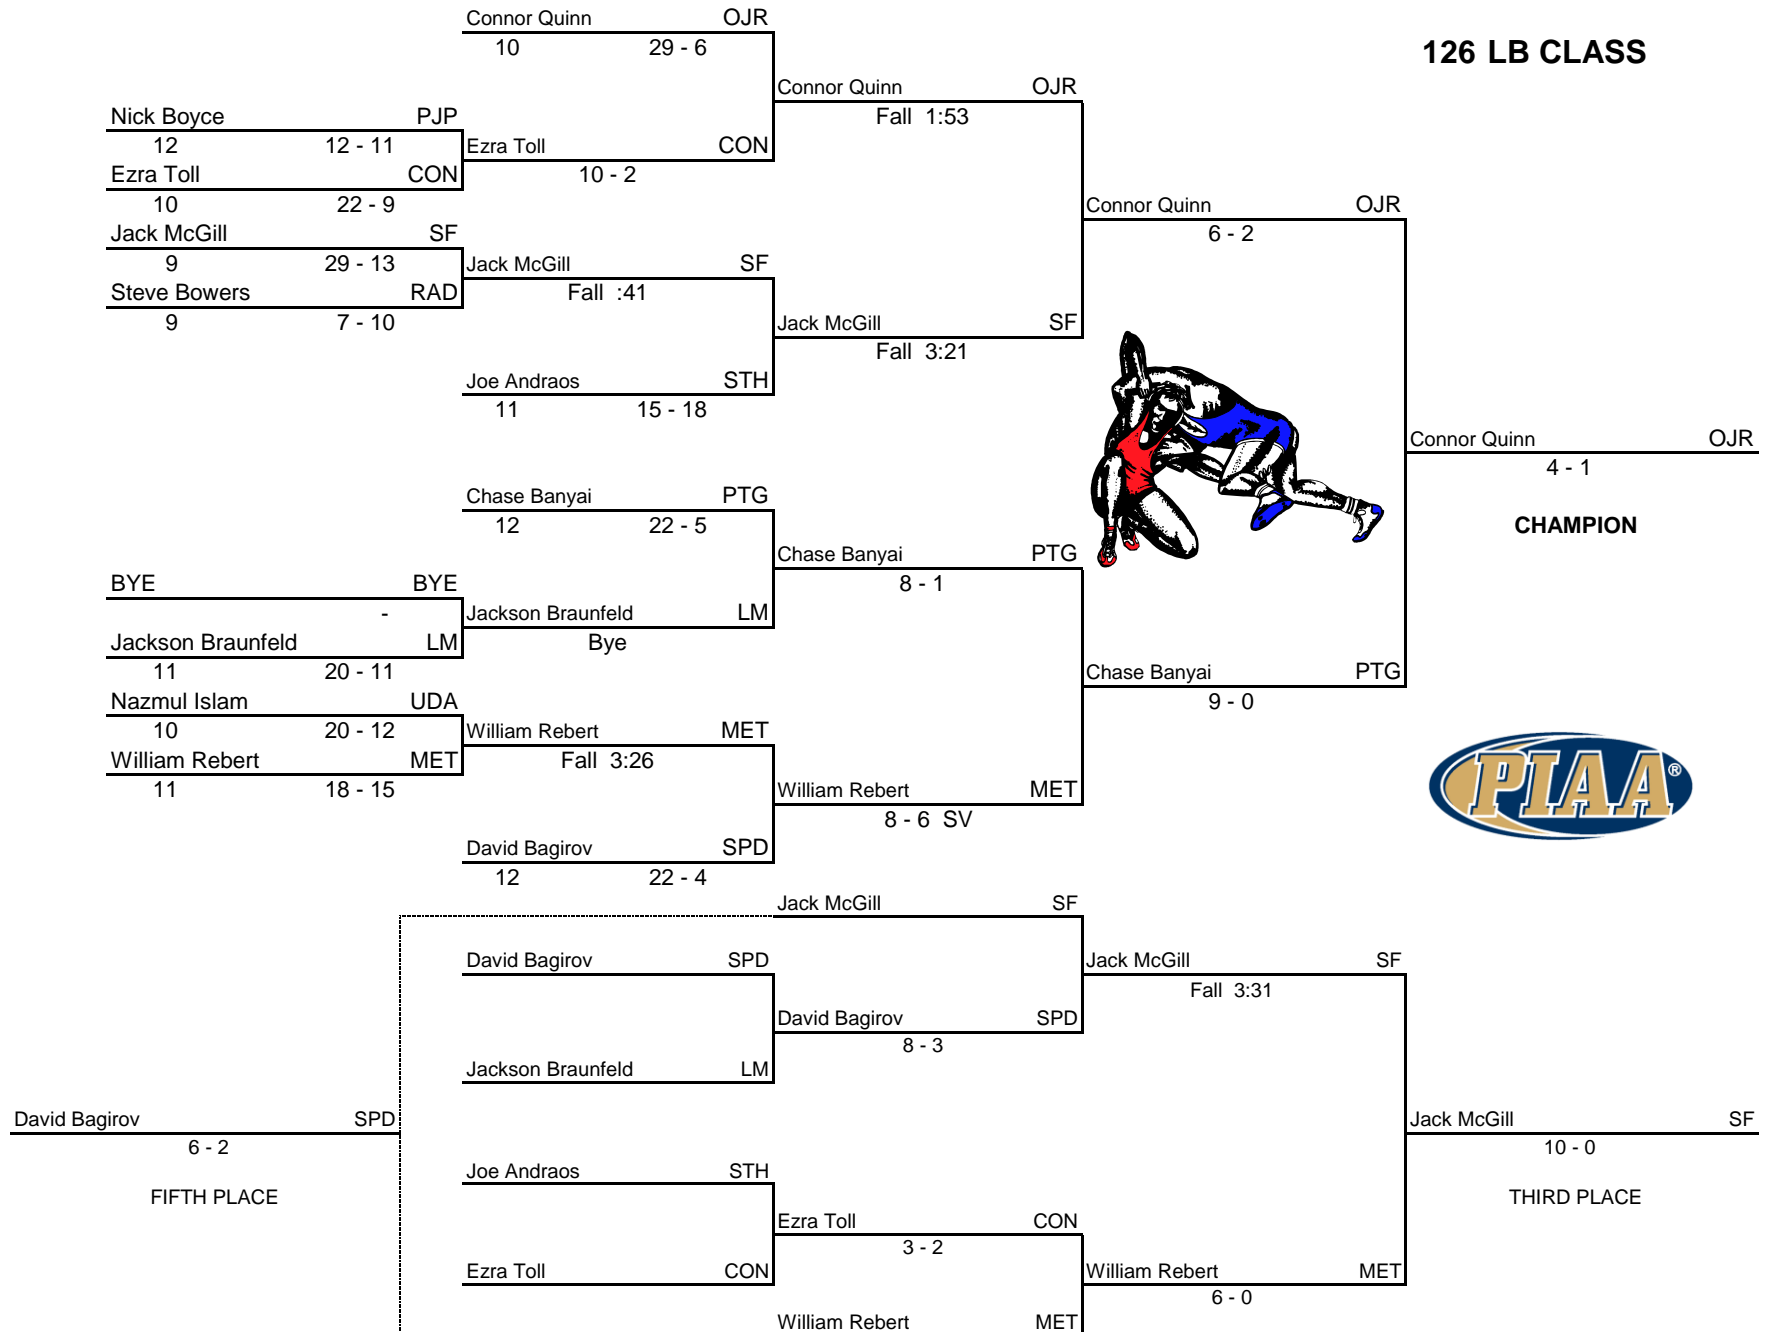 Connor Quinn OJR
10 29 - 6
126 LB CLASS
Connor Quinn OJR
Fall 1:53
Nick Boyce PJP
12 12 - 11
Ezra Toll CON
10 - 2
Ezra Toll CON
10 22 - 9
Connor Quinn OJR
6 - 2
Jack McGill SF
9 29 - 13
Jack McGill SF
Fall :41
Steve Bowers RAD
9 7 - 10
Jack McGill SF
Fall 3:21
Joe Andraos STH
11 15 - 18
Connor Quinn OJR
4 - 1
CHAMPION
Chase Banyai PTG
12 22 - 5
Chase Banyai PTG
8 - 1
BYE BYE
-
Jackson Braunfeld LM
Bye
Jackson Braunfeld LM
11 20 - 11
Chase Banyai PTG
9 - 0
Nazmul Islam UDA
10 20 - 12
William Rebert MET
Fall 3:26
William Rebert MET
11 18 - 15
PIAA®
William Rebert MET
8 - 6 SV
David Bagirov SPD
12 22 - 4
Jack McGill SF
David Bagirov SPD
Jack McGill SF
Fall 3:31
David Bagirov SPD
8 - 3
Jackson Braunfeld LM
David Bagirov SPD
6 - 2
FIFTH PLACE
Jack McGill SF
10 - 0
THIRD PLACE
Joe Andraos STH
Ezra Toll CON
3 - 2
Ezra Toll CON
William Rebert MET
6 - 0
William Rebert MET